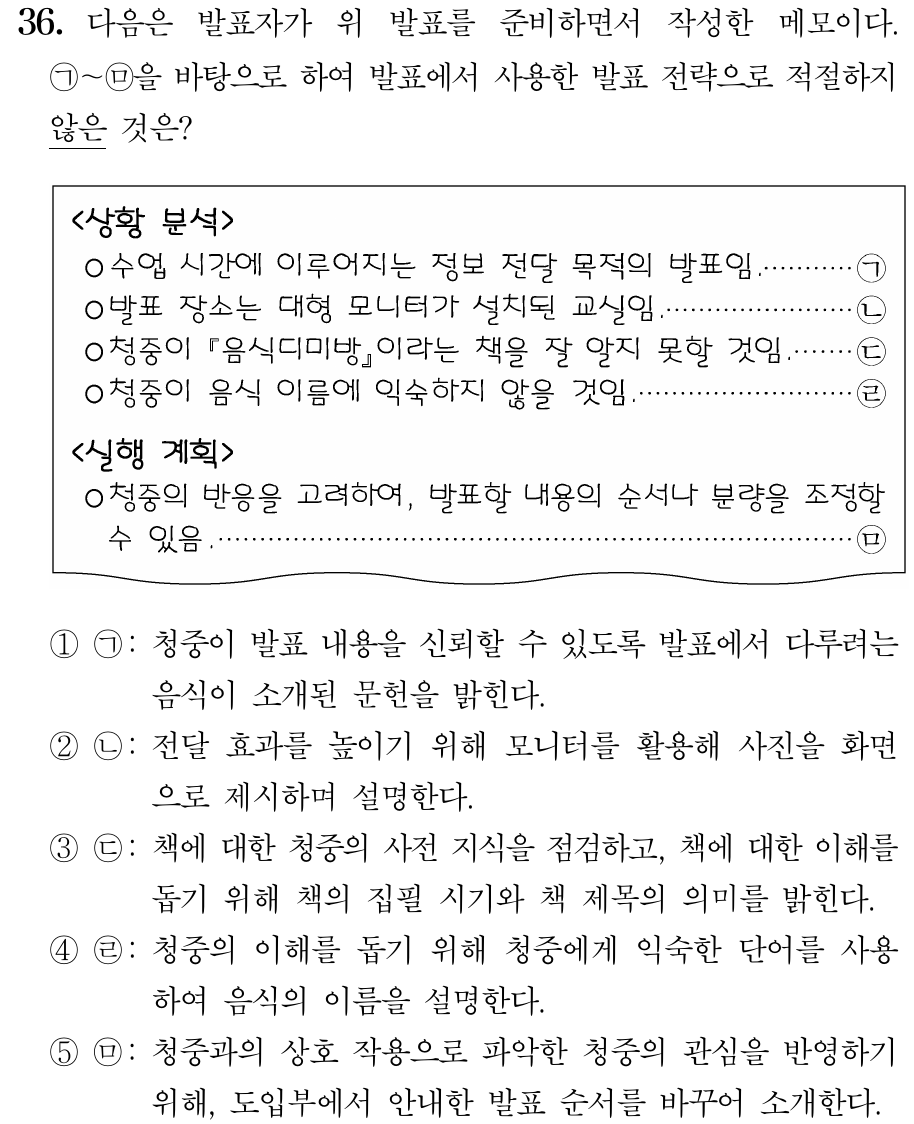 36. 다음은 발표자가 위 발표를 준비하면서 작성한 메모이다.
㉠~㉤을 바탕으로 하여 발표에서 사용한 발표 전략으로 적절하지
않은 것은?
<상황 분석>
○수업 시간에 이루어지는 정보 전달 목적의 발표임.…………㉠
○발표 장소는 대형 모니터가 설치된 교실임.……………………㉡
○청중이 『음식디미방』이라는 책을 잘 알지 못할 것임.………㉢
○청중이 음식 이름에 익숙하지 않을 것임.………………………㉣
<실행 계획>
○청중의 반응을 고려하여, 발표할 내용의 순서나 분량을 조정할
수 있음.……………………………………………………………………㉤
① ㉠: 청중이 발표 내용을 신뢰할 수 있도록 발표에서 다루려는
음식이 소개된 문헌을 밝힌다.
② ㉡: 전달 효과를 높이기 위해 모니터를 활용해 사진을 화면
으로 제시하며 설명한다.
③ ㉢: 책에 대한 청중의 사전 지식을 점검하고, 책에 대한 이해를
돕기 위해 책의 집필 시기와 책 제목의 의미를 밝힌다.
④ ㉣: 청중의 이해를 돕기 위해 청중에게 익숙한 단어를 사용
하여 음식의 이름을 설명한다.
⑤ ㉤: 청중과의 상호 작용으로 파악한 청중의 관심을 반영하기
위해, 도입부에서 안내한 발표 순서를 바꾸어 소개한다.